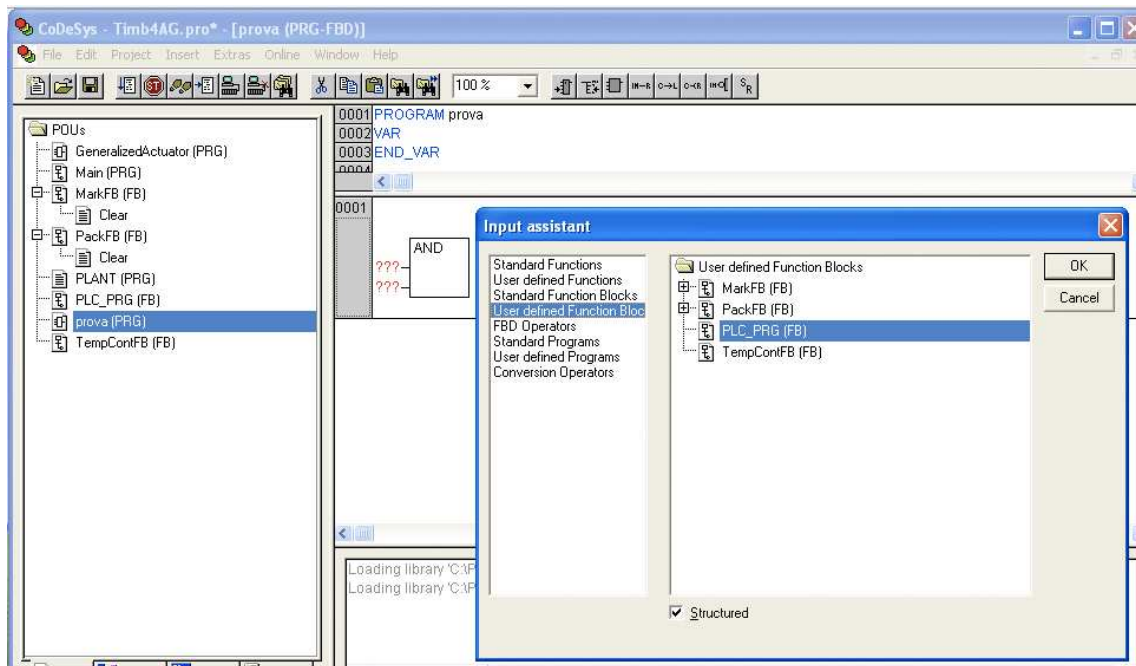 CoDeSys - Timb4AG.pro* - [prova (PRG-FBD)]
File Edit Project Insert Extras Online Window Help
100 %
POUs
GeneralizedActuator (PRG)
Main (PRG)
MarkFB (FB)
Clear
PackFB (FB)
Clear
PLANT (PRG)
PLC_PRG (FB)
prova (PRG)
TempContFB (FB)
0001 PROGRAM prova
0002 VAR
0003 END_VAR
0004
0001
AND
???
???
Input assistant
Standard Functions
User defined Functions
Standard Function Blocks
User defined Function Bloc
FBD Operators
Standard Programs
User defined Programs
Conversion Operators
User defined Function Blocks
MarkFB (FB)
PackFB (FB)
PLC_PRG (FB)
TempContFB (FB)
OK
Cancel
Structured
Loading library 'C:\P
Loading library 'C:\P